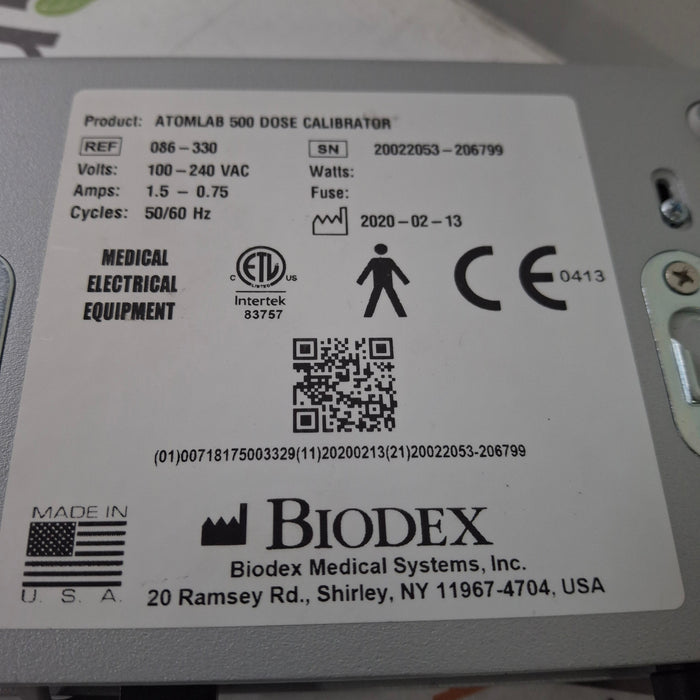 Product: ATOMLAB 500 DOSE CALIBRATOR
REF 086-330 SN 20022053-206799
Volts: 100-240 VAC Watts:
Amps: 1.5 - 0.75 Fuse:
Cycles: 50/60 Hz 2020-02-13
MEDICAL
ELECTRICAL
EQUIPMENT
C ETL US
LISTED
Intertek
83757
CE 0413
(01)00718175003329(11)20200213(21)20022053-206799
MADE IN
U. S. A.
BIODEX
Biodex Medical Systems, Inc.
20 Ramsey Rd., Shirley, NY 11967-4704, USA